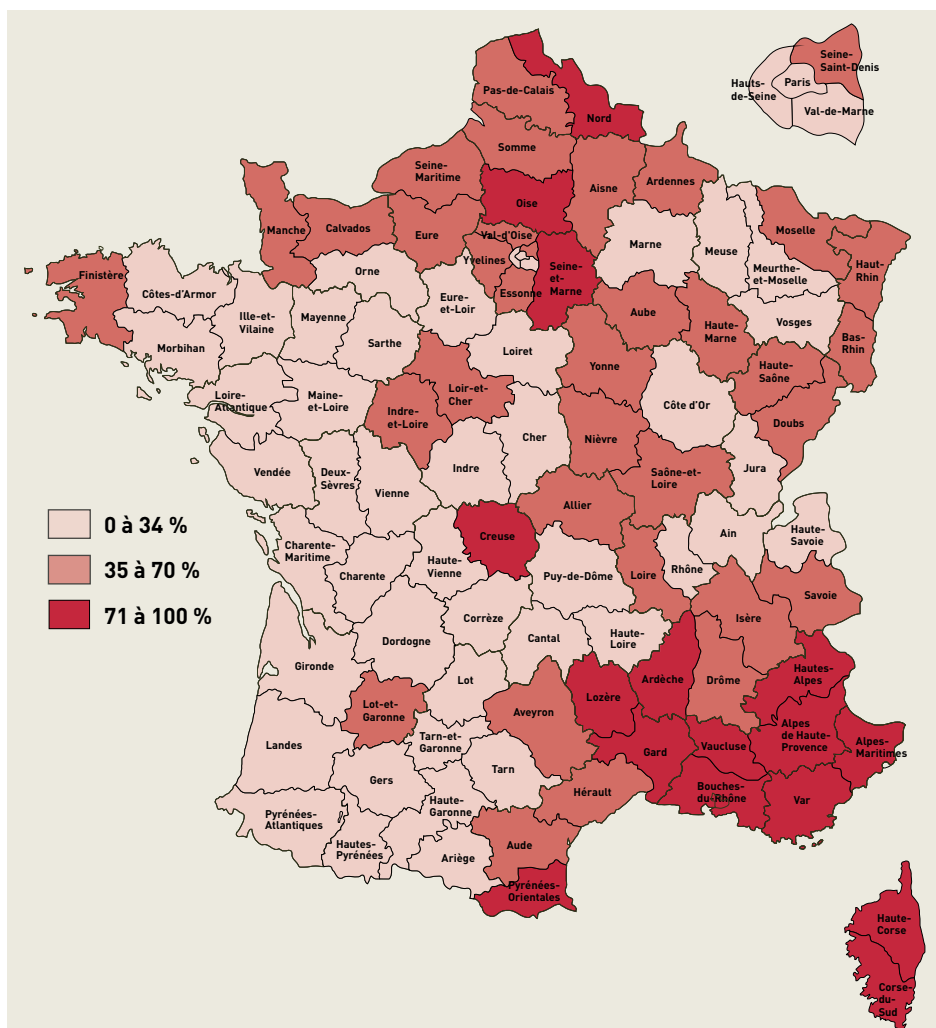 Seine-
Saint-Denis
Hauts-
de-Seine
Paris
Val-de-Marne
Pas-de-Calais
Nord
Somme
Seine-
Maritime
Aisne
Ardennes
Oise
Manche
Calvados
Eure
Val-d'Oise
Marne
Meuse
Moselle
Yvelines
Seine-
et-
Marne
Meurthe-
et-Moselle
Haut-
Rhin
Finistère
Côtes-d'Armor
Orne
Essonne
Eure-
et-Loir
Ille-et-
Vilaine
Mayenne
Aube
Haute-
Marne
Vosges
Bas-
Rhin
Morbihan
Sarthe
Loiret
Yonne
Haute-
Saône
Loire-
Atlantique
Maine-
et-Loire
Indre-
et-Loire
Loir-et-
Cher
Côte d'Or
Doubs
Cher
Nièvre
Vendée
Deux-
Sèvres
Vienne
Indre
Saône-et-
Loire
Jura
Allier
0 à 34 %
35 à 70 %
71 à 100 %
Creuse
Ain
Haute-
Savoie
Charente-
Maritime
Charente
Haute-
Vienne
Puy-de-Dôme
Loire
Rhône
Savoie
Corrèze
Isère
Dordogne
Cantal
Haute-
Loire
Gironde
Lot
Lozère
Ardèche
Drôme
Hautes-
Alpes
Lot-et-
Garonne
Aveyron
Landes
Tarn-et-
Garonne
Gard
Vaucluse
Alpes
de Haute-
Provence
Alpes-
Maritimes
Gers
Tarn
Hérault
Bouches-
du-Rhône
Var
Pyrénées-
Atlantiques
Haute-
Garonne
Hautes-
Pyrénées
Ariège
Aude
Pyrénées-
Orientales
Haute-
Corse
Corse-
du-
Sud